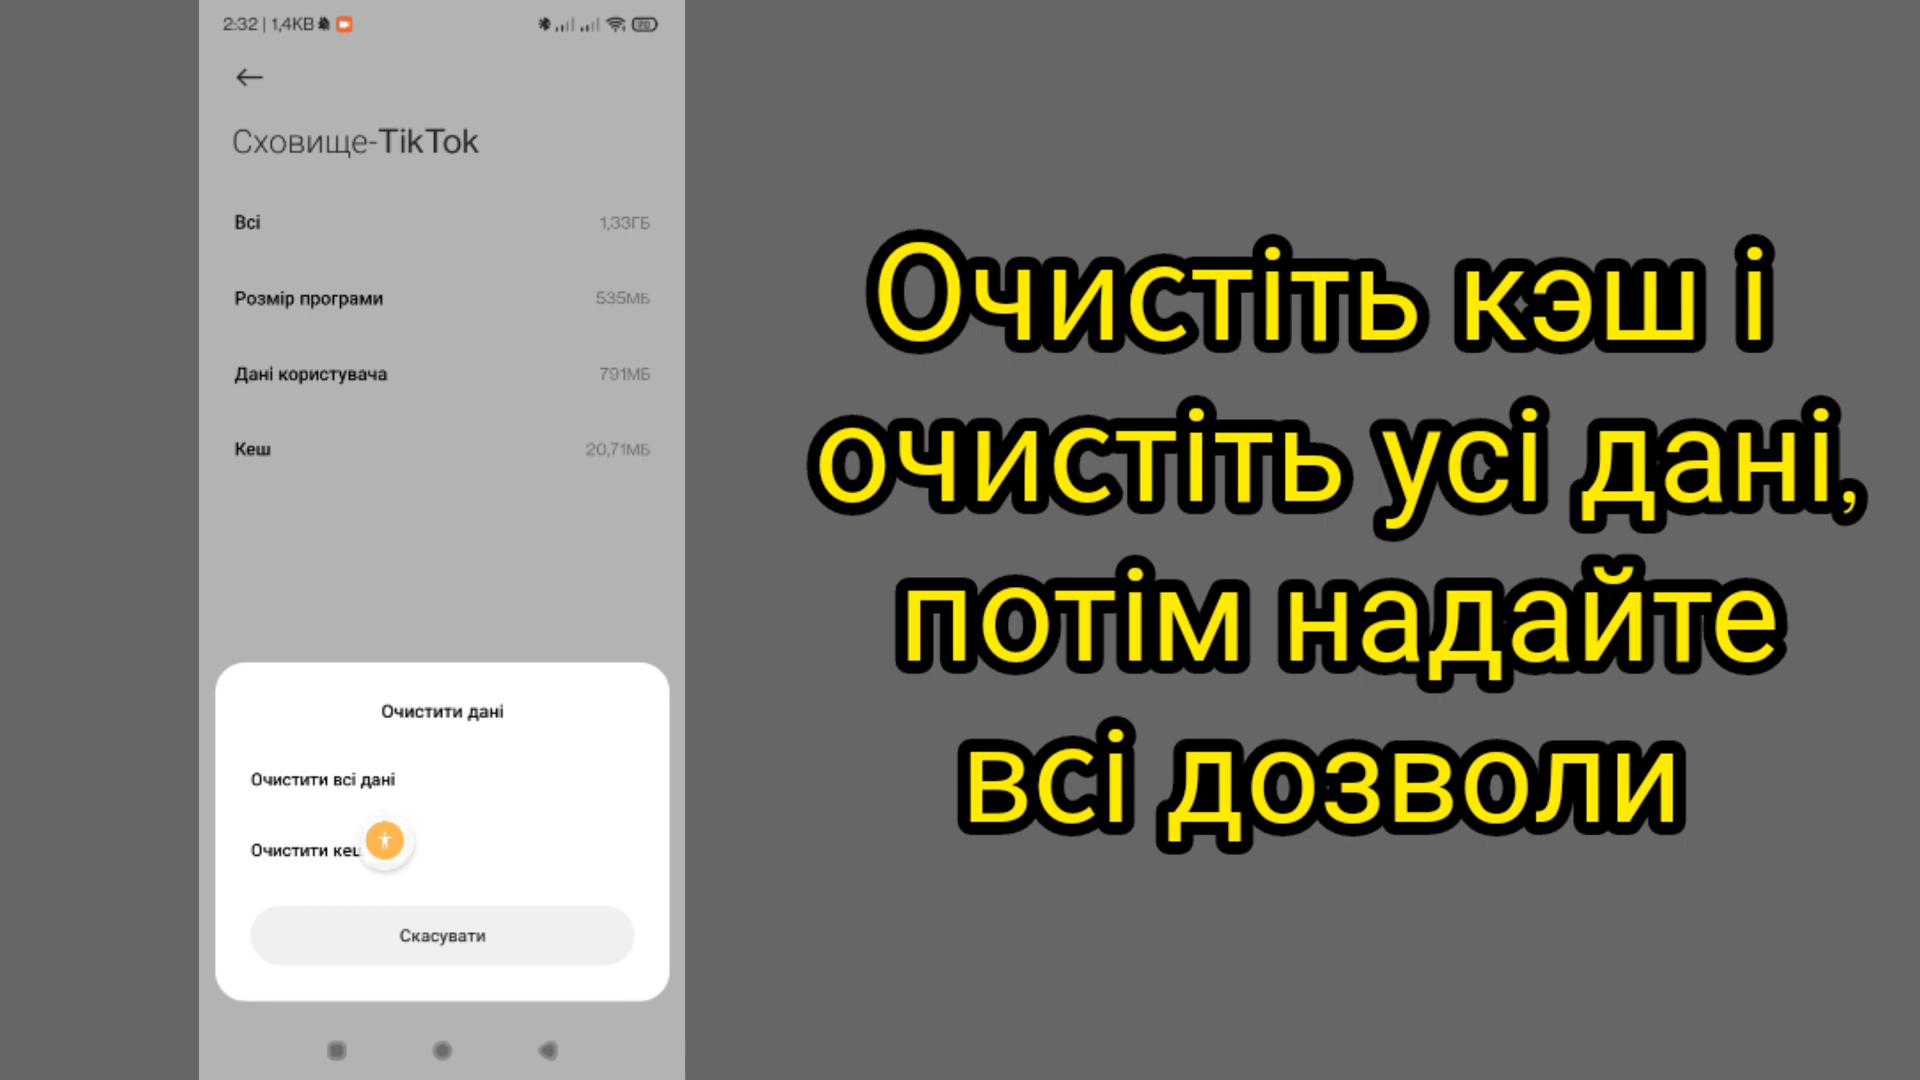 2:32 | 1,4KB
Сховище-TikTok
Всі 1,33ГБ
Розмір програми 535МБ
Дані користувача 791МБ
Кеш 20,71МБ
Очистити дані
Очистити всі дані
Очистити
Скасувати
Очистіть кэш і
очистіть усі дані,
потім надайте
всі дозволи